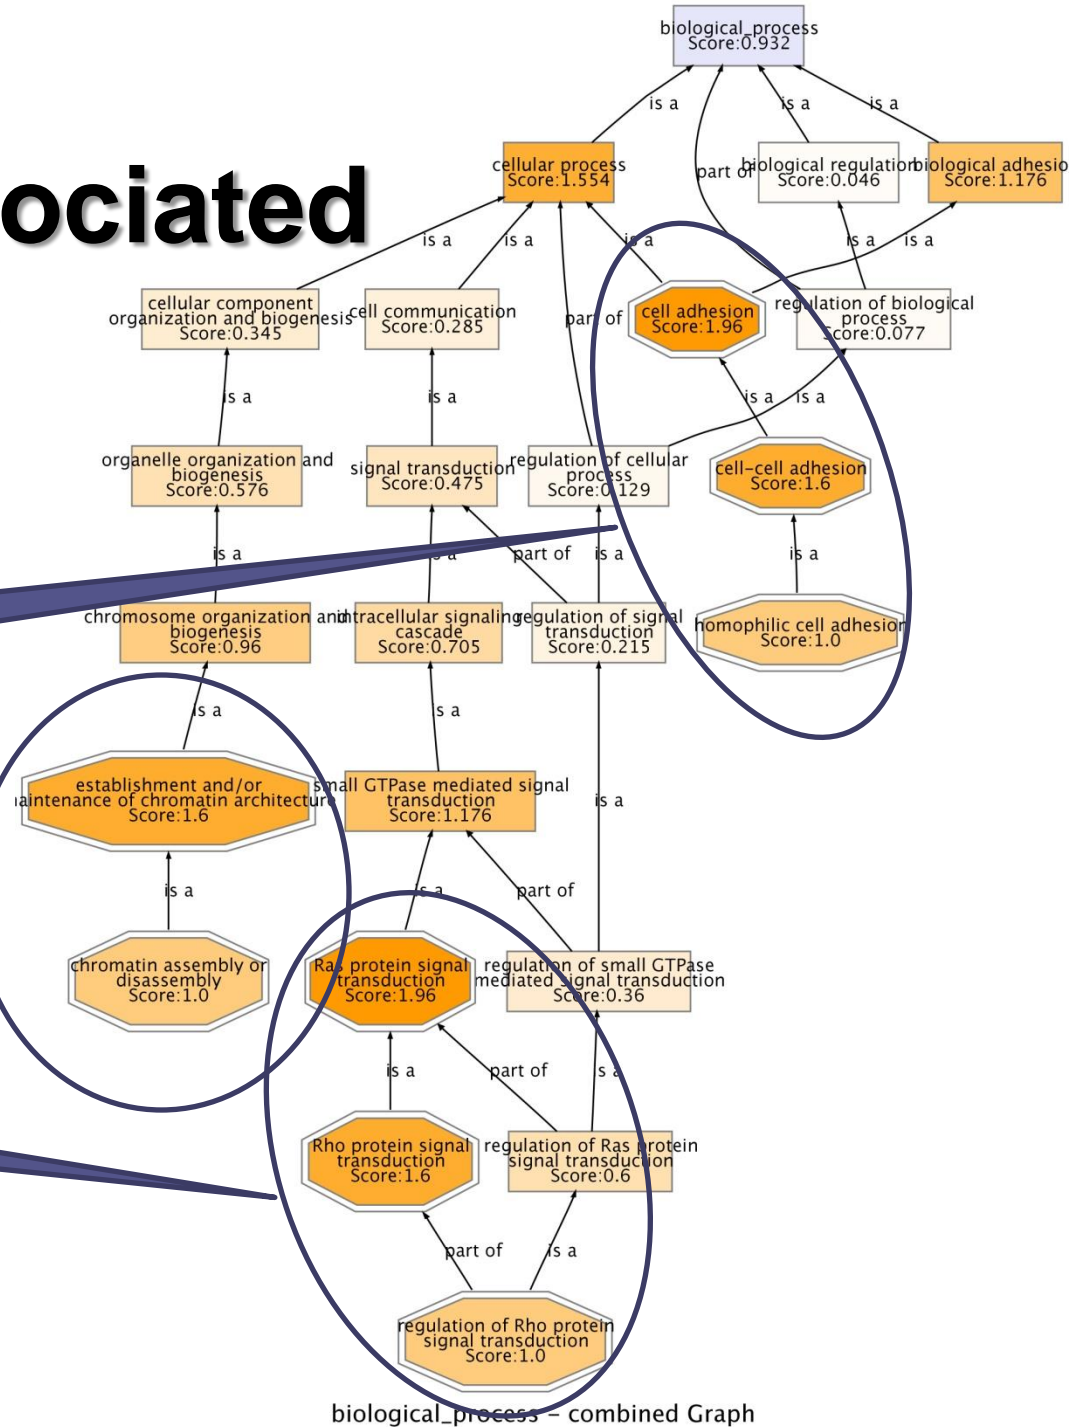 ociated
biological_process
Score:0.932
is a
is a
is a
cellular process
Score:1.554
part of
biological regulation
Score:0.046
biological adhesio
Score:1.176
is a
is a
is a
is a
is a
cellular component
organization and biogenesis
Score:0.345
cell communication
Score:0.285
part of
cell adhesion
Score:1.96
regulation of biological
process
Score:0.077
is a
is a
is a
is a
organelle organization and
biogenesis
Score:0.576
signal transduction
Score:0.475
regulation of cellular
process
Score:0.129
cell-cell adhesion
Score:1.6
is a
is a
part of
is a
is a
chromosome organization and
biogenesis
Score:0.96
intracellular signaling
cascade
Score:0.705
regulation of signal
transduction
Score:0.215
homophilic cell adhesion
Score:1.0
is a
is a
establishment and/or
aintenance of chromatin architecture
Score:1.6
small GTPase mediated signal
transduction
Score:1.176
is a
is a
is a
part of
chromatin assembly or
disassembly
Score:1.0
Ras protein signal
transduction
Score:1.96
regulation of small GTPase
mediated signal transduction
Score:0.36
is a
part of
is a
Rho protein signal
transduction
Score:1.6
regulation of Ras protein
signal transduction
Score:0.6
part of
is a
regulation of Rho protein
signal transduction
Score:1.0
biological_process - combined Graph